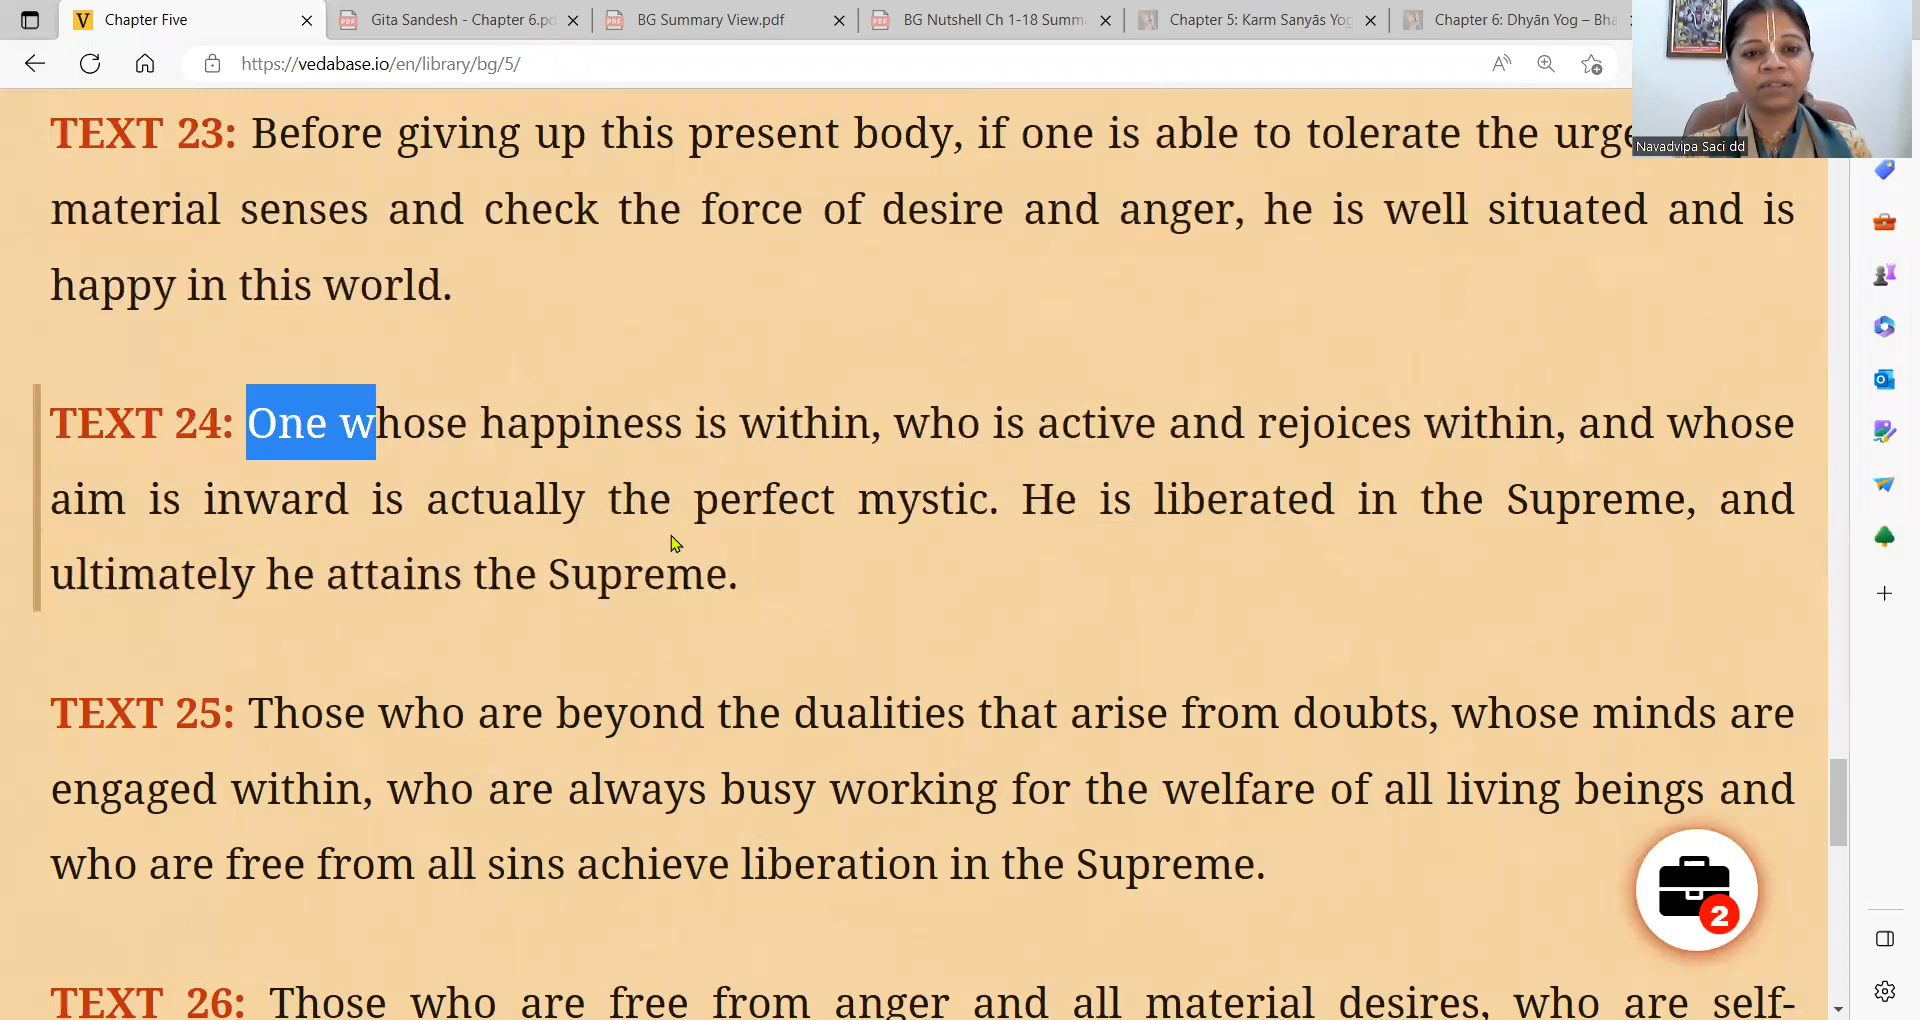 Chapter Five
Gita Sandesh - Chapter 6.pd
BG Summary View.pdf
BG Nutshell Ch 1-18 Summ
Chapter 5: Karm Sanyās Yog
Chapter 6: Dhyān Yog – Bha
https://vedabase.io/en/library/bg/5/
Navadvipa Saci dd
TEXT 23: Before giving up this present body, if one is able to tolerate the urge
material senses and check the force of desire and anger, he is well situated and is
happy in this world.
TEXT 24: One whose happiness is within, who is active and rejoices within, and whose
aim is inward is actually the perfect mystic. He is liberated in the Supreme, and
ultimately he attains the Supreme.
TEXT 25: Those who are beyond the dualities that arise from doubts, whose minds are
engaged within, who are always busy working for the welfare of all living beings and
who are free from all sins achieve liberation in the Supreme.
2
TEXT 26: Those who are free from anger and all material desires, who are self-